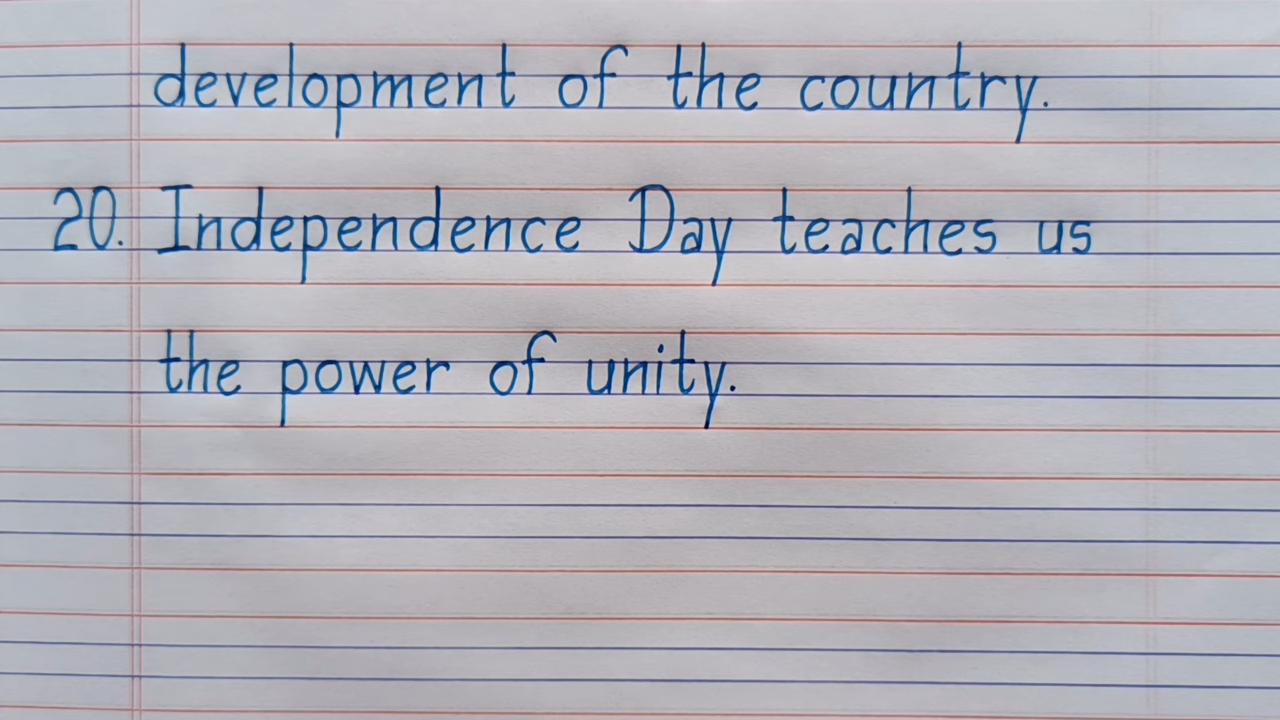 development of the country.
20. Independence Day teaches us
the power of unity.